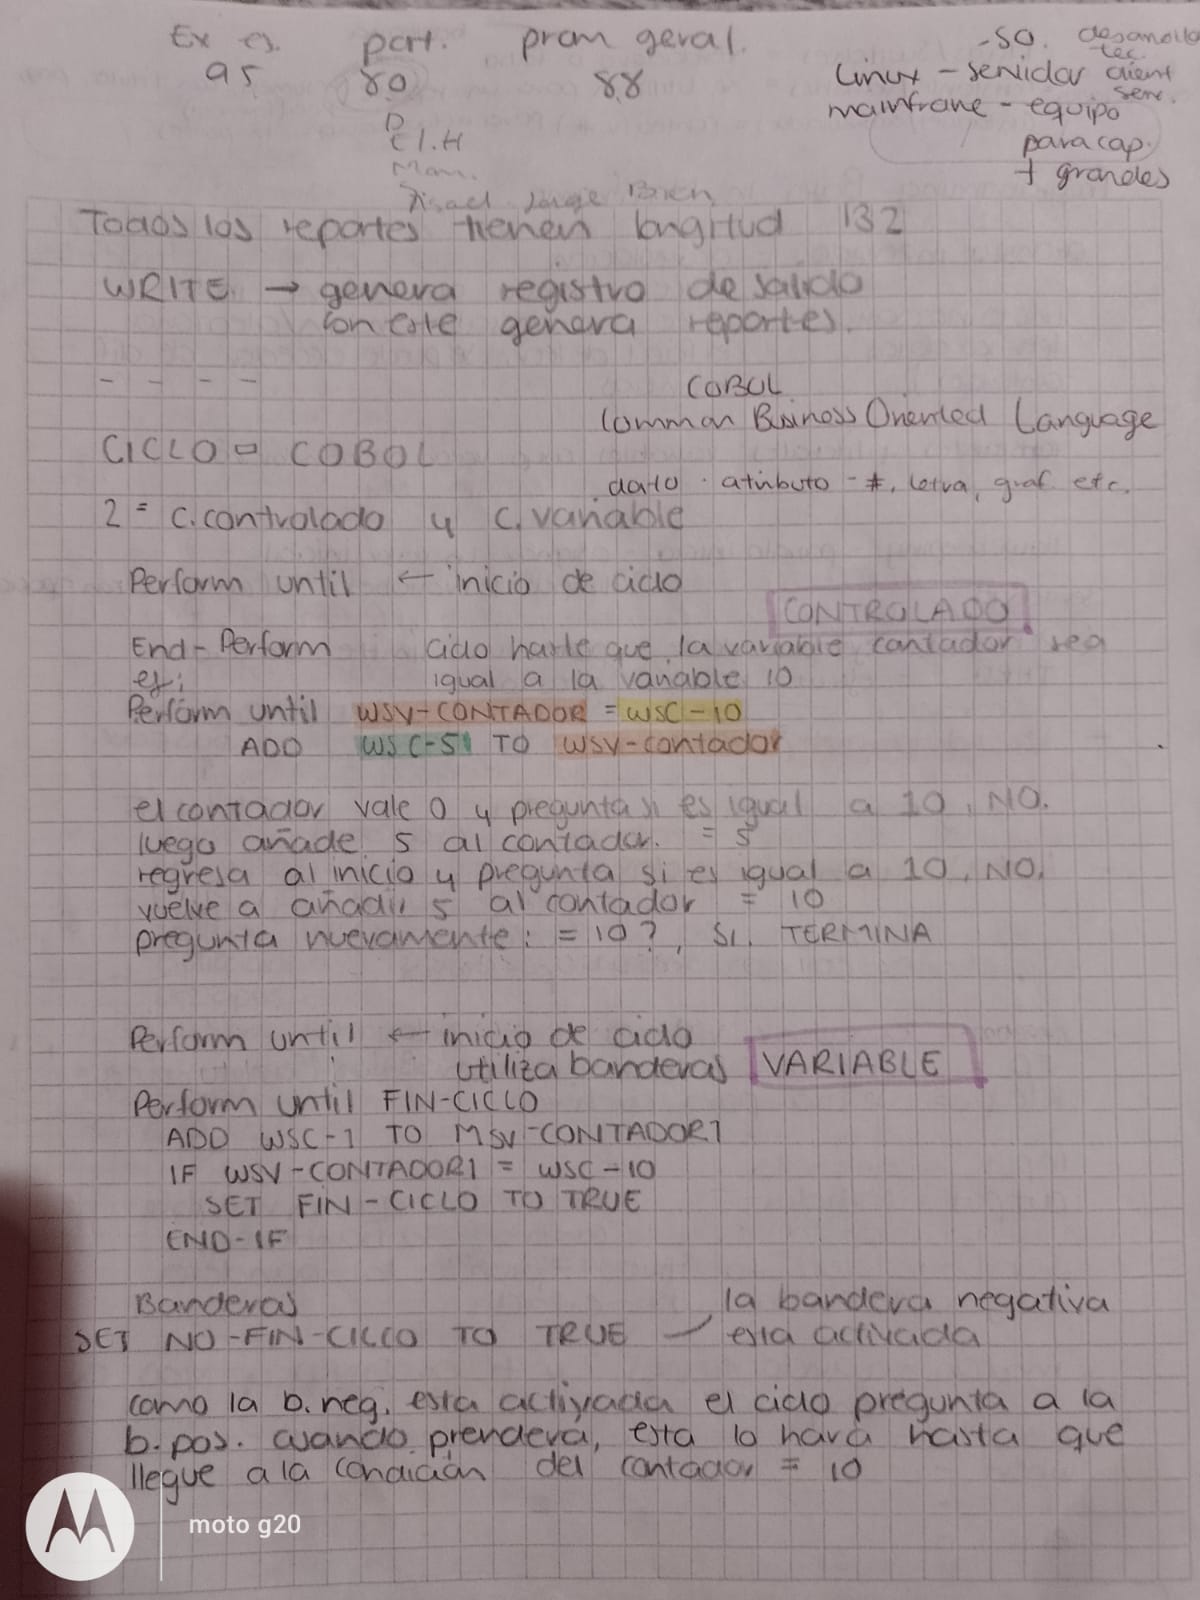 Ex es. part. prom geral.
95 80 88
- SO. desarrollo
tec.
Linux - servidor client
serv.
mainfrane - equipo
para cap.
+ grandes
P
E I.H
Man.
Jorge Bien
Todos los reportes tienen longitud 132
WRITE → genera registro de salida
con este genera reportes.
- - - -
COBOL
Common Business Oriented Language
CICLO = COBOL
. dato . atributo - #, letra, graf etc.
2 = C. controlado y C. variable
Perform until ← inicio de ciclo
CONTROLADO
End - Perform ciclo harle que la variable contador sea
ej: igual a la variable 10
Perform until WSV-CONTADOR = WSC-10
ADD WSC-5 TO WSV-contador
el contador vale 0 y pregunta si es igual a 10, NO.
luego añade 5 al contador. = 5
regresa al inicio y pregunta si es igual a 10, NO,
vuelve a añadir 5 al contador = 10
pregunta nuevamente: = 10?, SI. TERMINA
Perform until ← inicio de ciclo
utiliza banderas VARIABLE
Perform until FIN-CICLO
ADD WSC-1 TO MSV-CONTADOR1
IF WSV-CONTADOR1 = WSC-10
SET FIN-CICLO TO TRUE
END-IF
Banderas la bandera negativa
SET NO-FIN-CICLO TO TRUE — esta activada
como la b. neg. esta activada el ciclo pregunta a la
b. pos. cuando prendera, esta lo hara hasta que
llegue a la condición del contador = 10
moto g20